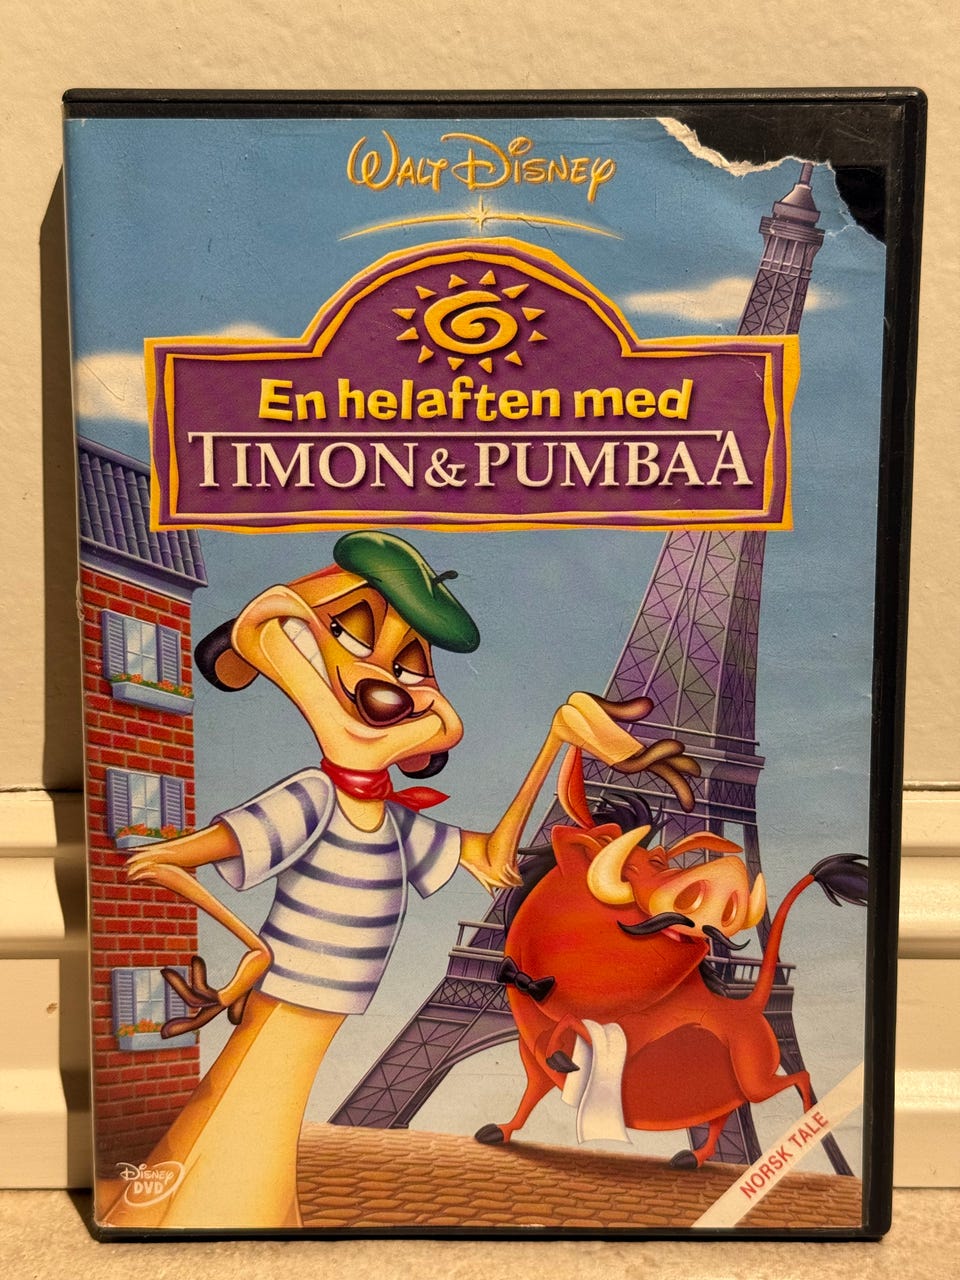 WALT DISNEY
En helaften med
TIMON & PUMBAA
NORSK TALE
DISNEY
DVD